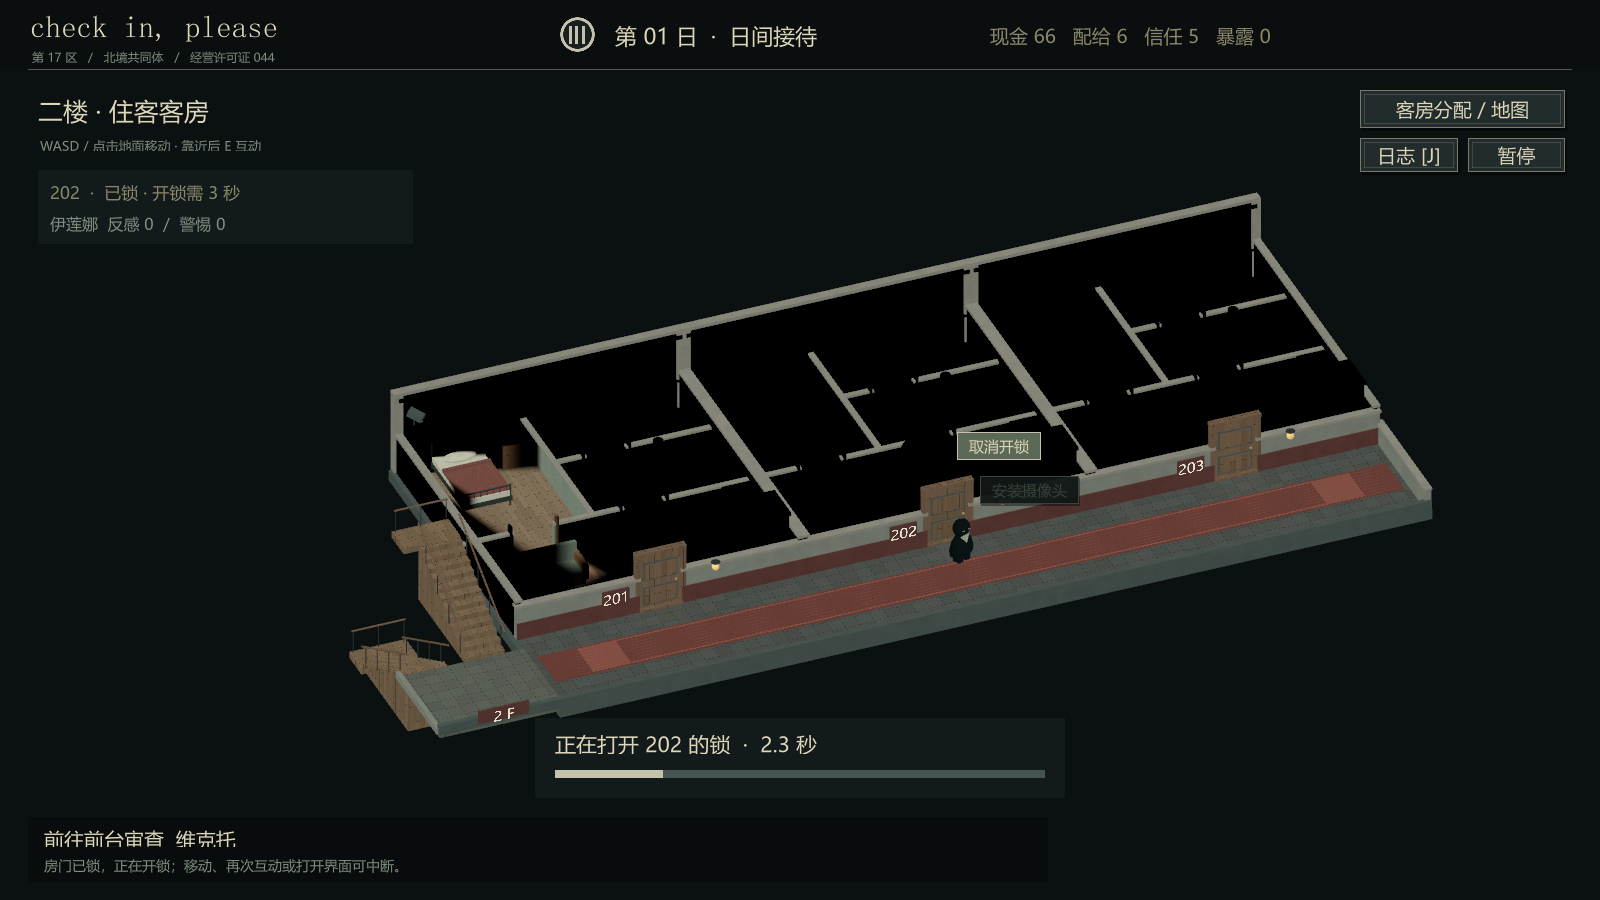 check in, please
第 17 区 / 北境共同体 / 经营许可证 044
第 01 日 · 日间接待
现金 66 配给 6 信任 5 暴露 0
二楼 · 住客客房
WASD / 点击地面移动 · 靠近后 E 互动
客房分配 / 地图
日志 [J]
暂停
202 · 已锁 · 开锁需 3 秒
伊莲娜 反感 0 / 警惕 0
取消开锁
安装摄像头
203
202
201
2 F
正在打开 202 的锁 · 2.3 秒
前往前台审查 维克托
房门已锁，正在开锁；移动、再次互动或打开界面可中断。